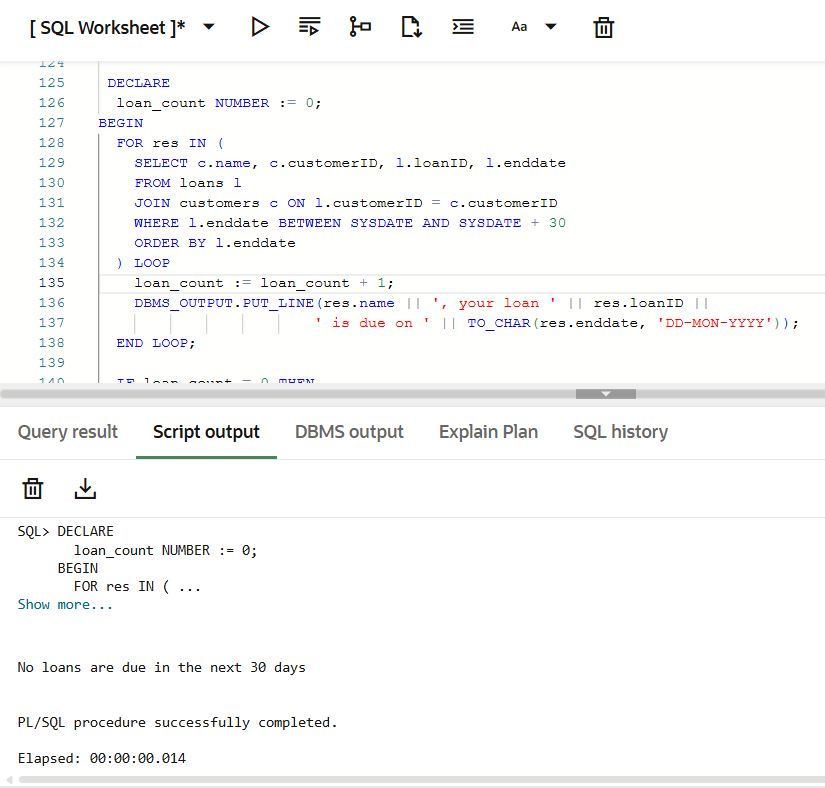 [ SQL Worksheet ]*
Aa
124
125 DECLARE
126 loan_count NUMBER := 0;
127 BEGIN
128 FOR res IN (
129 SELECT c.name, c.customerID, l.loanID, l.enddate
130 FROM loans l
131 JOIN customers c ON l.customerID = c.customerID
132 WHERE l.enddate BETWEEN SYSDATE AND SYSDATE + 30
133 ORDER BY l.enddate
134 ) LOOP
135 loan_count := loan_count + 1;
136 DBMS_OUTPUT.PUT_LINE(res.name || ', your loan ' || res.loanID ||
137 ' is due on ' || TO_CHAR(res.enddate, 'DD-MON-YYYY'));
138 END LOOP;
139
140 IF loan_count = 0 THEN
Query result Script output DBMS output Explain Plan SQL history
SQL> DECLARE
loan_count NUMBER := 0;
BEGIN
FOR res IN ( ...
Show more...
No loans are due in the next 30 days
PL/SQL procedure successfully completed.
Elapsed: 00:00:00.014